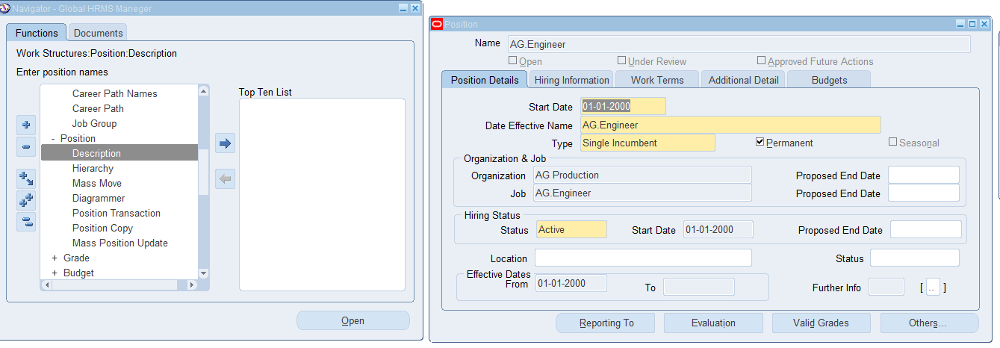 Navigator - Global HRMS Maneger
Functions
Documents
Work Structures:Position:Description
Enter position names
Career Path Names
Career Path
Job Group
- Position
Description
Hierarchy
Mass Move
Diagrammer
Position Transaction
Position Copy
Mass Position Update
+ Grade
+ Budget
Top Ten List
Open
Position
Name AG.Engineer
Open Under Review Approved Future Actions
Position Details Hiring Information Work Terms Additional Detail Budgets
Start Date 01-01-2000
Date Effective Name AG.Engineer
Type Single Incumbent Permanent Seasonal
Organization & Job
Organization AG Production Proposed End Date
Job AG.Engineer Proposed End Date
Hiring Status
Status Active Start Date 01-01-2000 Proposed End Date
Location Status
Effective Dates
From 01-01-2000 To Further Info [ .. ]
Reporting To Evaluation Valid Grades Others...